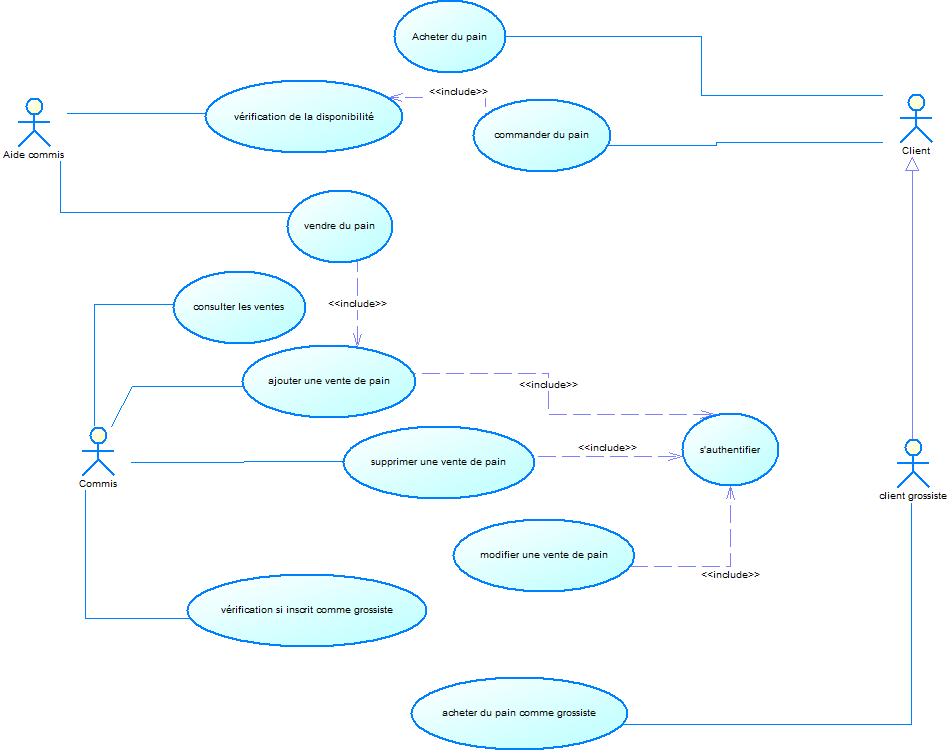 Acheter du pain
<<include>>
vérification de la disponibilité
commander du pain
Aide commis
Client
vendre du pain
<<include>>
consulter les ventes
ajouter une vente de pain
<<include>>
<<include>>
s'authentifier
supprimer une vente de pain
Commis
client grossiste
modifier une vente de pain
<<include>>
vérification si inscrit comme grossiste
acheter du pain comme grossiste